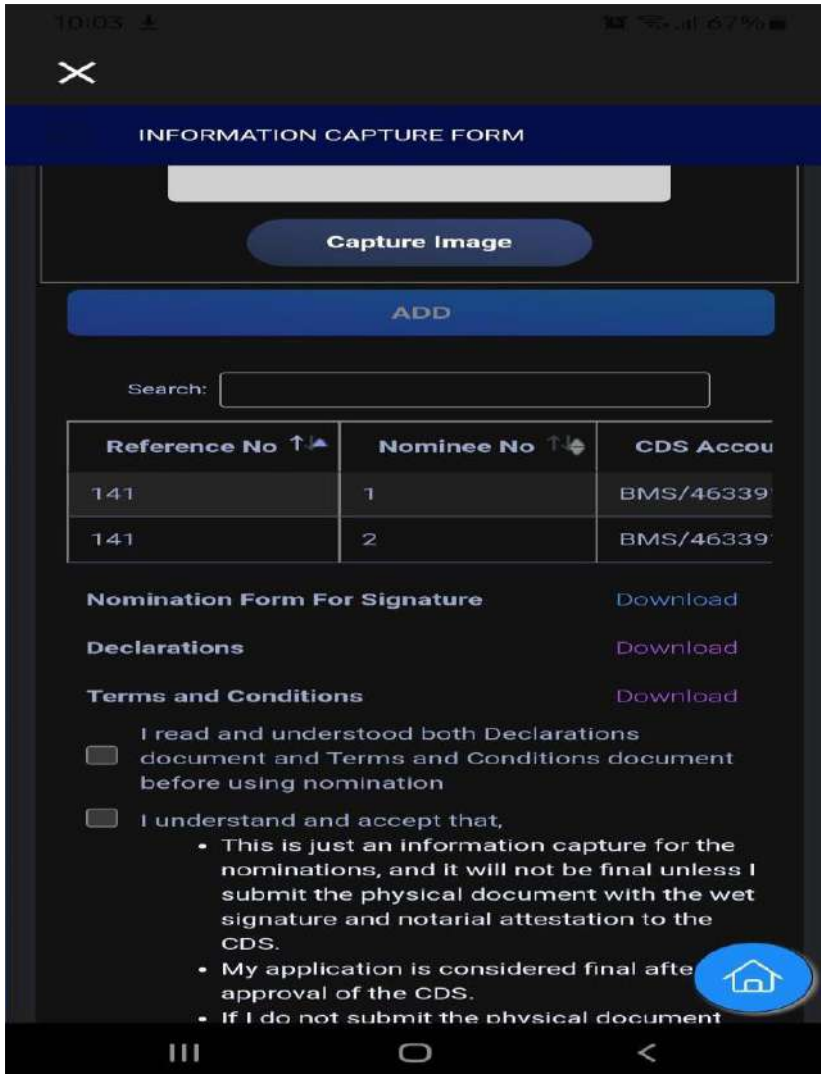 10:03
67%
INFORMATION CAPTURE FORM
Capture Image
ADD
Search:
Reference No Nominee No CDS Accou
141 1 BMS/46339
141 2 BMS/46339
Nomination Form For Signature Download
Declarations Download
Terms and Conditions Download
I read and understood both Declarations
document and Terms and Conditions document
before using nomination
I understand and accept that,
• This is just an information capture for the
nominations, and it will not be final unless I
submit the physical document with the wet
signature and notarial attestation to the
CDS.
• My application is considered final afte
approval of the CDS.
• If I do not submit the physical document